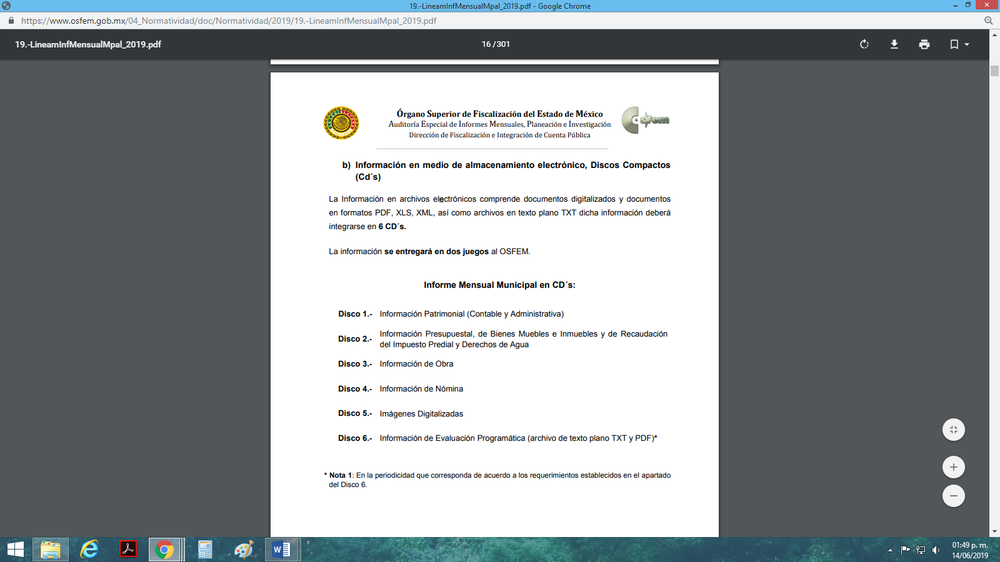 19.-LineamInfMensualMpal_2019.pdf - Google Chrome
https://www.osfem.gob.mx/04_Normatividad/doc/Normatividad/2019/19.-LineamInfMensualMpal_2019.pdf
19.-LineamInfMensualMpal_2019.pdf
16 / 301
Órgano Superior de Fiscalización del Estado de México
Auditoría Especial de Informes Mensuales, Planeación e Investigación
Dirección de Fiscalización e Integración de Cuenta Pública
osfem
b) Información en medio de almacenamiento electrónico, Discos Compactos
(Cd´s)
La Información en archivos electrónicos comprende documentos digitalizados y documentos
en formatos PDF, XLS, XML, así como archivos en texto plano TXT dicha información deberá
integrarse en 6 CD´s.
La información se entregará en dos juegos al OSFEM.
Informe Mensual Municipal en CD´s:
Disco 1.- Información Patrimonial (Contable y Administrativa)
Disco 2.- Información Presupuestal, de Bienes Muebles e Inmuebles y de Recaudación
del Impuesto Predial y Derechos de Agua
Disco 3.- Información de Obra
Disco 4.- Información de Nómina
Disco 5.- Imágenes Digitalizadas
Disco 6.- Información de Evaluación Programática (archivo de texto plano TXT y PDF)*
* Nota 1: En la periodicidad que corresponda de acuerdo a los requerimientos establecidos en el apartado
del Disco 6.
01:49 p. m.
14/06/2019